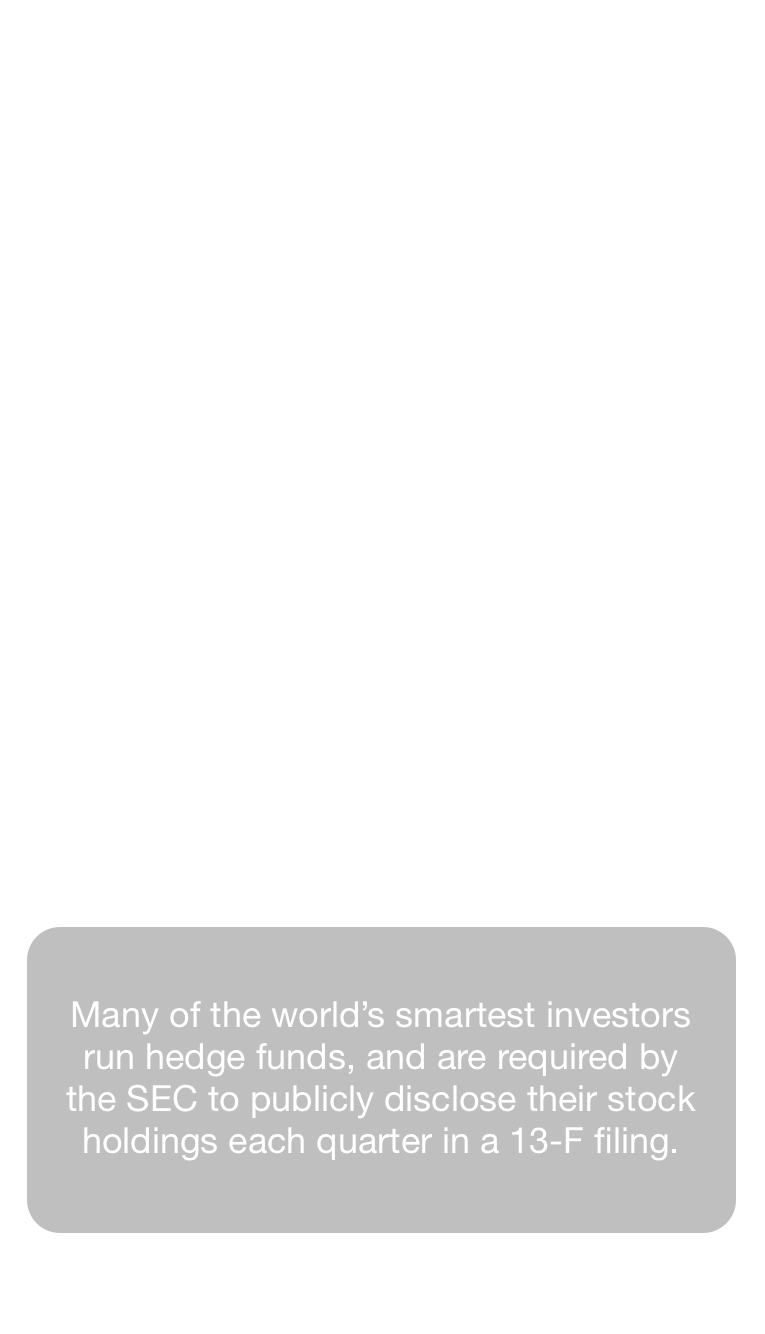 Many of the world’s smartest investors
run hedge funds, and are required by
the SEC to publicly disclose their stock
holdings each quarter in a 13-F filing.